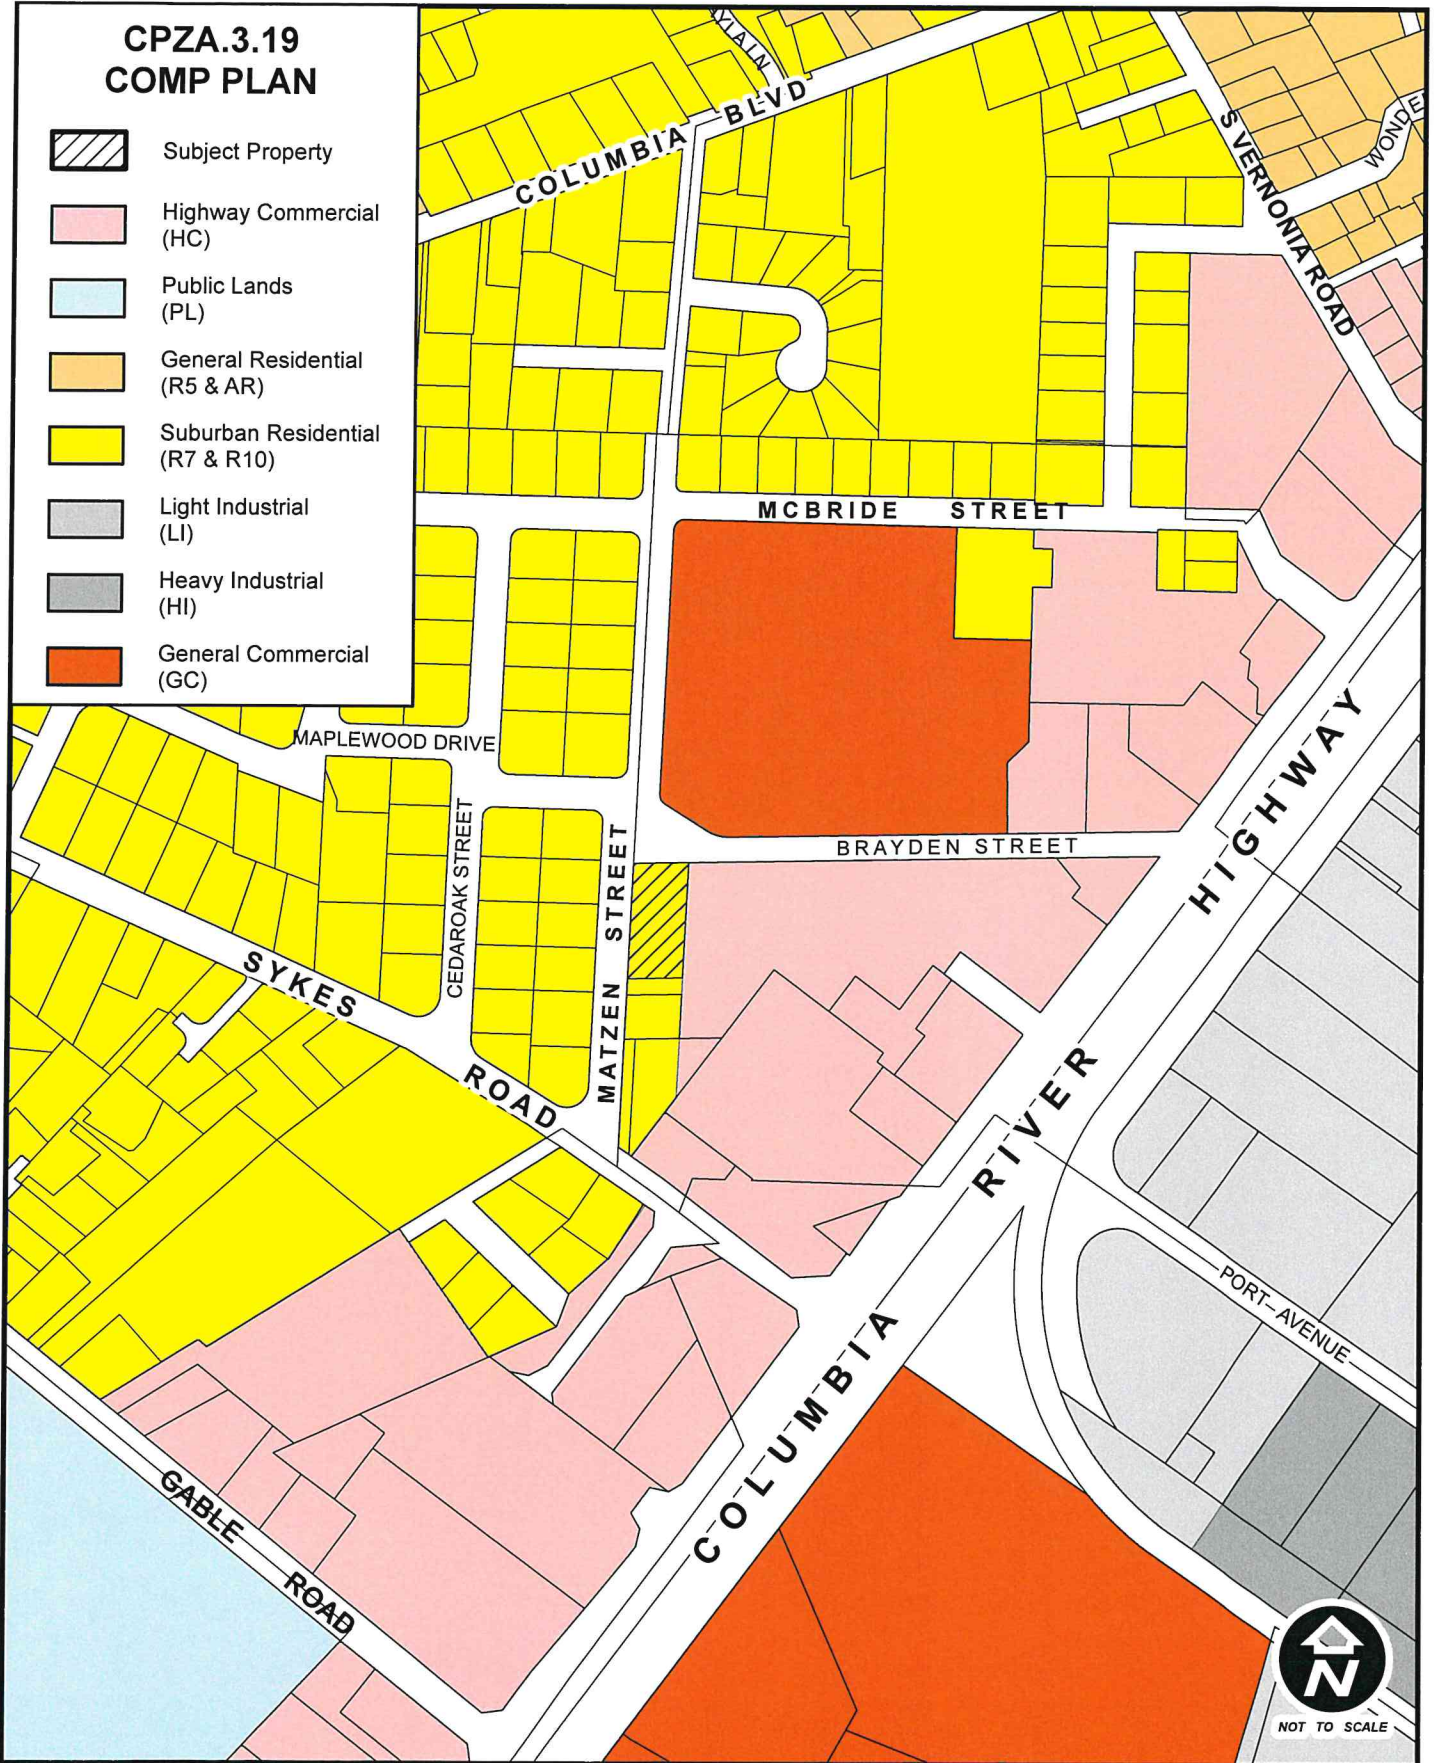 CPZA.3.19
COMP PLAN
Subject Property
Highway Commercial
(HC)
Public Lands
(PL)
General Residential
(R5 & AR)
Suburban Residential
(R7 & R10)
Light Industrial
(LI)
Heavy Industrial
(HI)
General Commercial
(GC)
COLUMBIA BLVD
S VERNONIA ROAD
MCBRIDE STREET
MAPLEWOOD DRIVE
CEDAROAK STREET
MATZEN STREET
BRAYDEN STREET
SYKES ROAD
COLUMBIA RIVER HIGHWAY
PORT AVENUE
GABLE ROAD
N
NOT TO SCALE